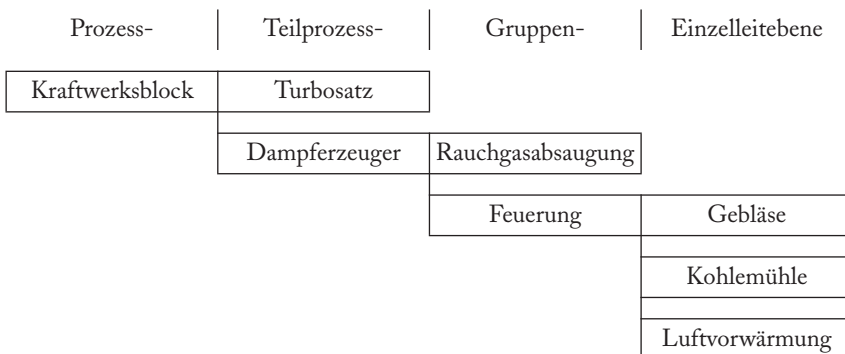 Prozess- Teilprozess- Gruppen- Einzelleitebene
Kraftwerksblock Turbosatz
Dampferzeuger Rauchgasabsaugung
Feuerung Gebläse
Kohlemühle
Luftvorwärmung